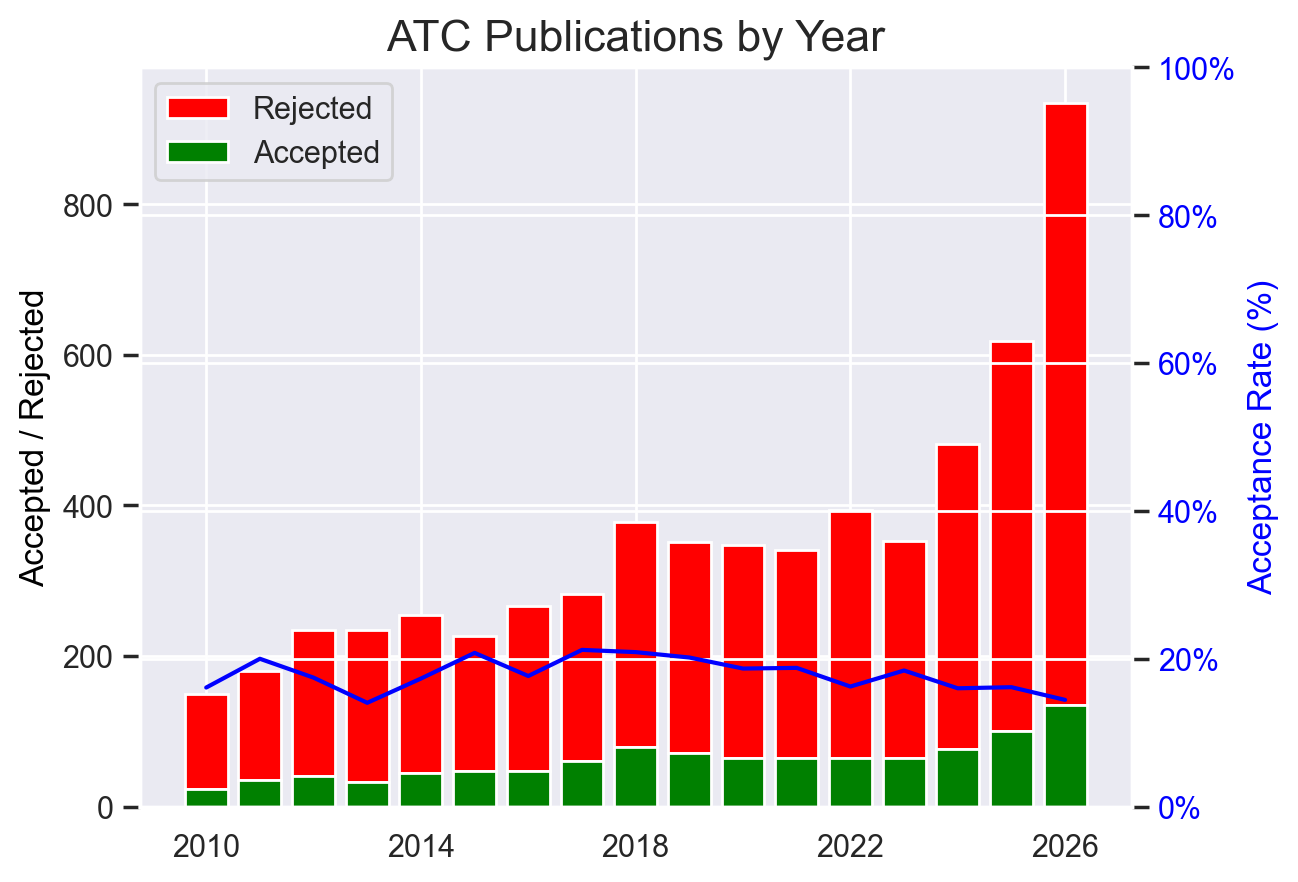 ATC Publications by Year
Rejected
Accepted
Accepted / Rejected
800
600
400
200
0
100%
80%
60%
40%
20%
0%
Acceptance Rate (%)
2010 2014 2018 2022 2026